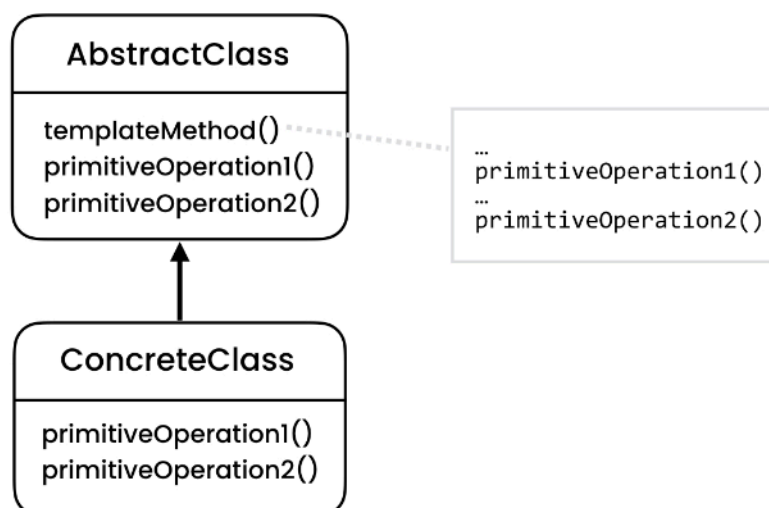 AbstractClass
templateMethod()
primitiveOperation1()
primitiveOperation2()
…
primitiveOperation1()
…
primitiveOperation2()
ConcreteClass
primitiveOperation1()
primitiveOperation2()